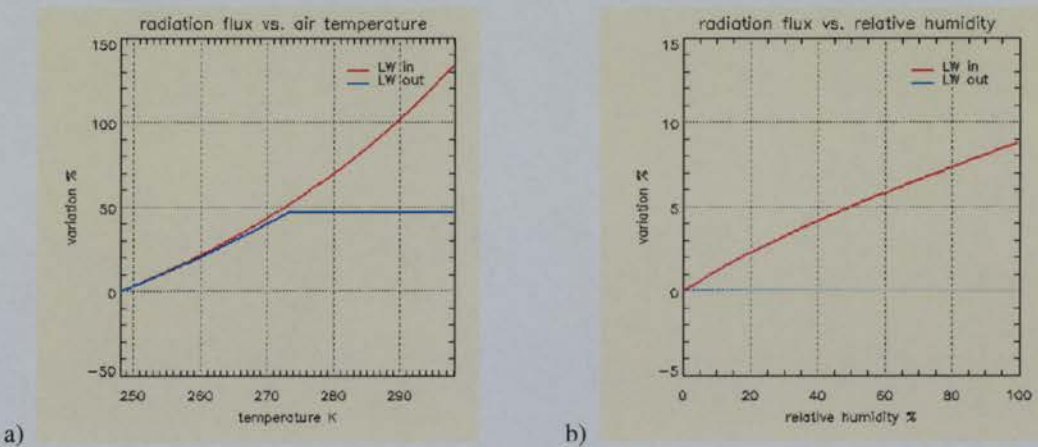 radiation flux vs. air temperature
150
100
50
0
-50
variation %
LW in
LW out
250 260 270 280 290
temperature K
a)
radiation flux vs. relative humidity
15
10
5
0
-5
variation %
LW in
LW out
0 20 40 60 80 100
relative humidity %
b)